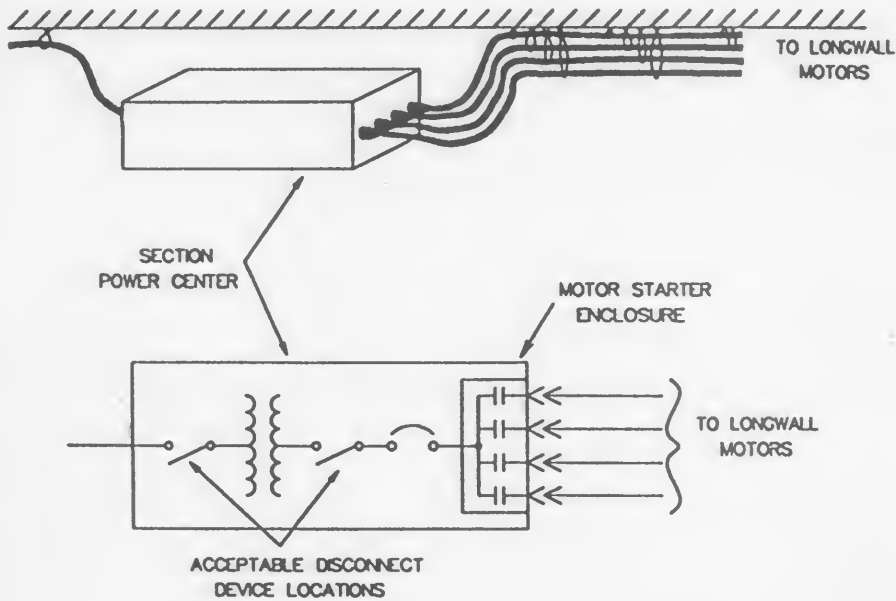 TO LONGWALL
MOTORS
SECTION
POWER CENTER
MOTOR STARTER
ENCLOSURE
TO LONGWALL
MOTORS
ACCEPTABLE DISCONNECT
DEVICE LOCATIONS